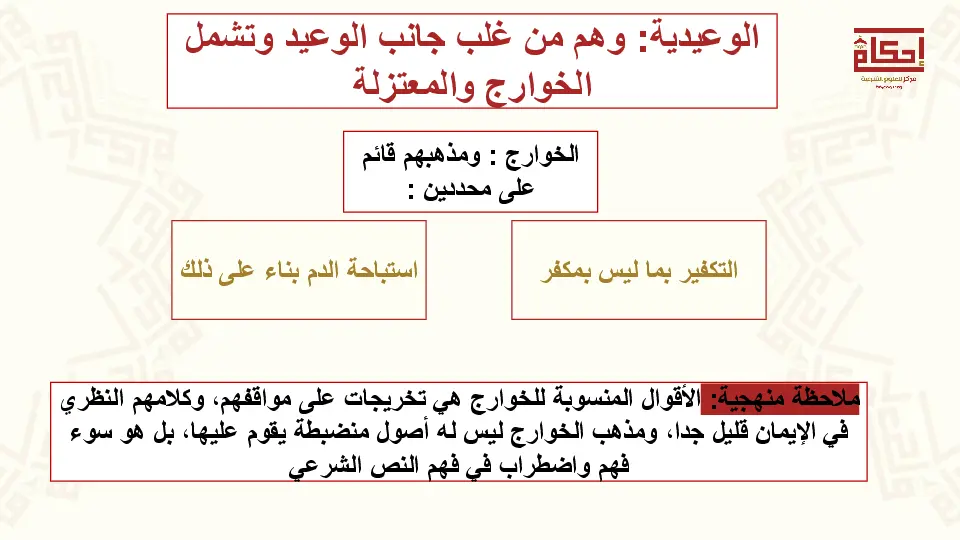 الوعيدية: وهم من غلب جانب الوعيد وتشمل
الخوارج والمعتزلة
إحكام
مركز للعلوم الشرعية
الخوارج : ومذهبهم قائم
على محددين :
التكفير بما ليس بمكفر
استباحة الدم بناء على ذلك
ملاحظة منهجية: الأقوال المنسوبة للخوارج هي تخريجات على مواقفهم، وكلامهم النظري
في الإيمان قليل جدا، ومذهب الخوارج ليس له أصول منضبطة يقوم عليها، بل هو سوء
فهم واضطراب في فهم النص الشرعي